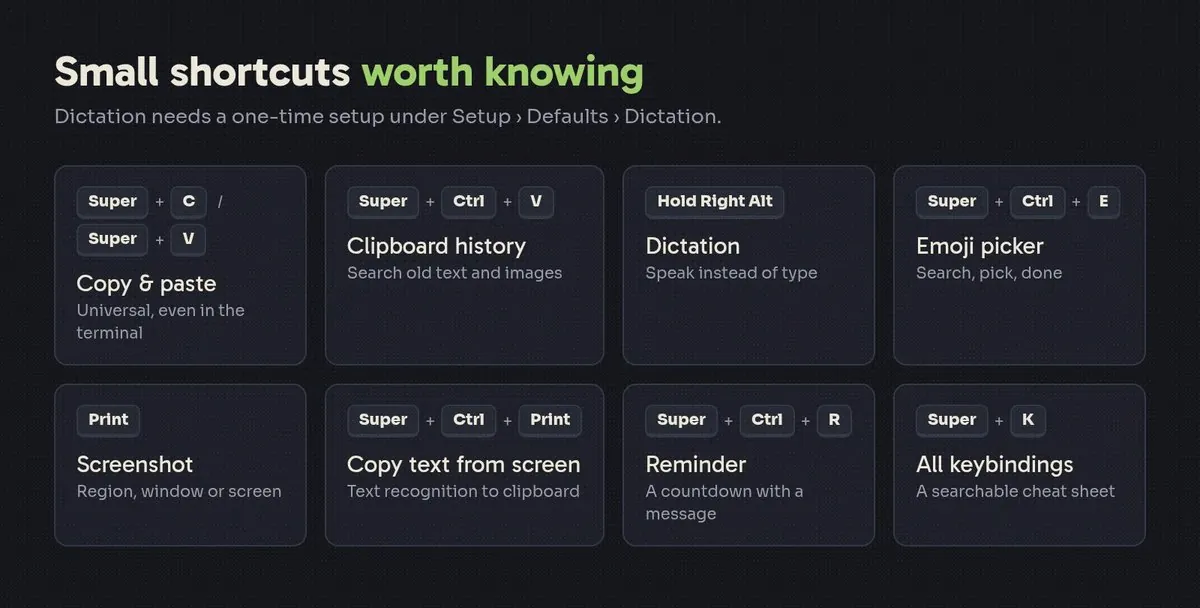 Small shortcuts worth knowing
Dictation needs a one-time setup under Setup › Defaults › Dictation.
Super + C /
Super + V
Copy & paste
Universal, even in the
terminal
Super + Ctrl + V
Clipboard history
Search old text and images
Hold Right Alt
Dictation
Speak instead of type
Super + Ctrl + E
Emoji picker
Search, pick, done
Print
Screenshot
Region, window or screen
Super + Ctrl + Print
Copy text from screen
Text recognition to clipboard
Super + Ctrl + R
Reminder
A countdown with a
message
Super + K
All keybindings
A searchable cheat sheet